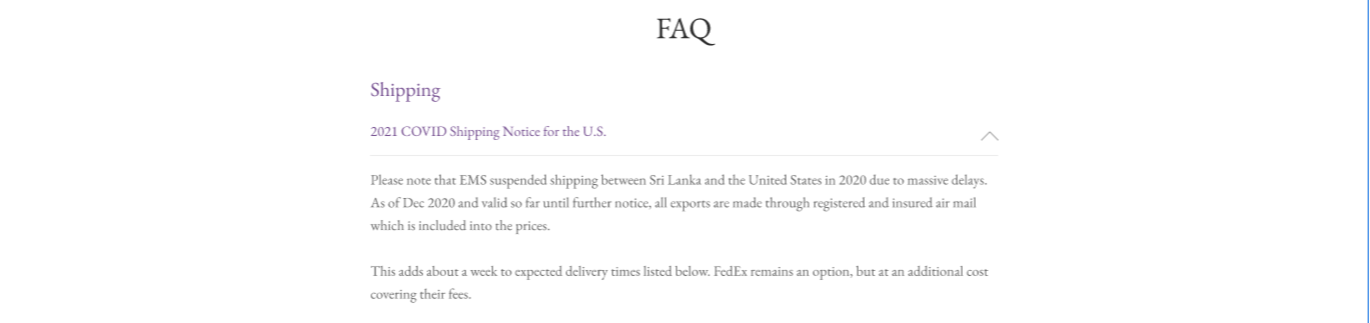 FAQ
Shipping
2021 COVID Shipping Notice for the U.S.
Please note that EMS suspended shipping between Sri Lanka and the United States in 2020 due to massive delays.
As of Dec 2020 and valid so far until further notice, all exports are made through registered and insured air mail
which is included into the prices.
This adds about a week to expected delivery times listed below. FedEx remains an option, but at an additional cost
covering their fees.